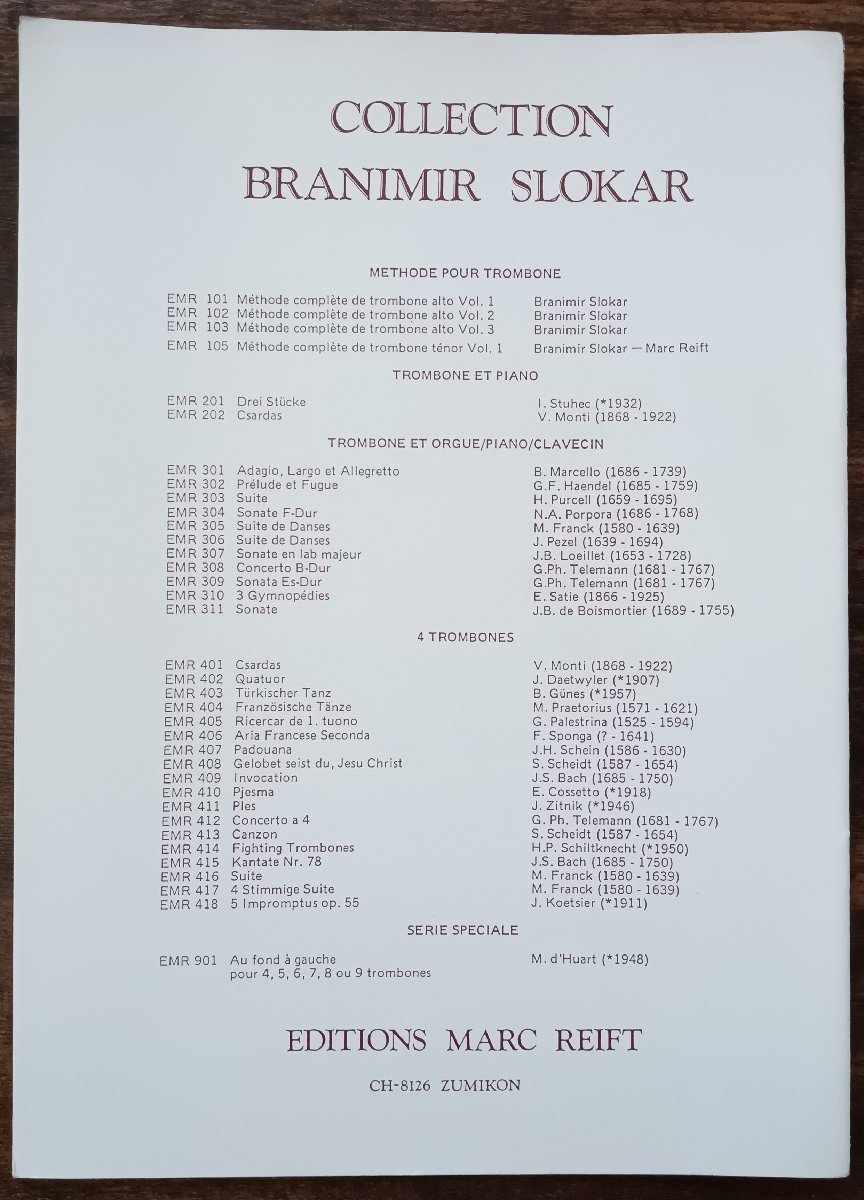 COLLECTION
BRANIMIR SLOKAR
METHODE POUR TROMBONE
EMR 101 Méthode complète de trombone alto Vol. 1 Branimir Slokar
EMR 102 Méthode complète de trombone alto Vol. 2 Branimir Slokar
EMR 103 Méthode complète de trombone alto Vol. 3 Branimir Slokar
EMR 105 Méthode complète de trombone ténor Vol. 1 Branimir Slokar — Marc Reift
TROMBONE ET PIANO
EMR 201 Drei Stücke I. Stuhec (*1932)
EMR 202 Csardas V. Monti (1868 - 1922)
TROMBONE ET ORGUE/PIANO/CLAVECIN
EMR 301 Adagio, Largo et Allegretto B. Marcello (1686 - 1739)
EMR 302 Prélude et Fugue G.F. Haendel (1685 - 1759)
EMR 303 Suite H. Purcell (1659 - 1695)
EMR 304 Sonate F-Dur N.A. Porpora (1686 - 1768)
EMR 305 Suite de Danses M. Franck (1580 - 1639)
EMR 306 Suite de Danses J. Pezel (1639 - 1694)
EMR 307 Sonate en lab majeur J.B. Loeillet (1653 - 1728)
EMR 308 Concerto B-Dur G.Ph. Telemann (1681 - 1767)
EMR 309 Sonata Es-Dur G.Ph. Telemann (1681 - 1767)
EMR 310 3 Gymnopédies E. Satie (1866 - 1925)
EMR 311 Sonate J.B. de Boismortier (1689 - 1755)
4 TROMBONES
EMR 401 Csardas V. Monti (1868 - 1922)
EMR 402 Quatuor J. Daetwyler (*1907)
EMR 403 Türkischer Tanz B. Günes (*1957)
EMR 404 Französische Tänze M. Praetorius (1571 - 1621)
EMR 405 Ricercar de 1. tuono G. Palestrina (1525 - 1594)
EMR 406 Aria Francese Seconda F. Sponga (? - 1641)
EMR 407 Padouana J.H. Schein (1586 - 1630)
EMR 408 Gelobet seist du, Jesu Christ S. Scheidt (1587 - 1654)
EMR 409 Invocation J.S. Bach (1685 - 1750)
EMR 410 Pjesma E. Cossetto (*1918)
EMR 411 Ples J. Zitnik (*1946)
EMR 412 Concerto a 4 G. Ph. Telemann (1681 - 1767)
EMR 413 Canzon S. Scheidt (1587 - 1654)
EMR 414 Fighting Trombones H.P. Schiltknecht (*1950)
EMR 415 Kantate Nr. 78 J.S. Bach (1685 - 1750)
EMR 416 Suite M. Franck (1580 - 1639)
EMR 417 4 Stimmige Suite M. Franck (1580 - 1639)
EMR 418 5 Impromptus op. 55 J. Koetsier (*1911)
SERIE SPECIALE
EMR 901 Au fond à gauche M. d'Huart (*1948)
pour 4, 5, 6, 7, 8 ou 9 trombones
EDITIONS MARC REIFT
CH-8126 ZUMIKON